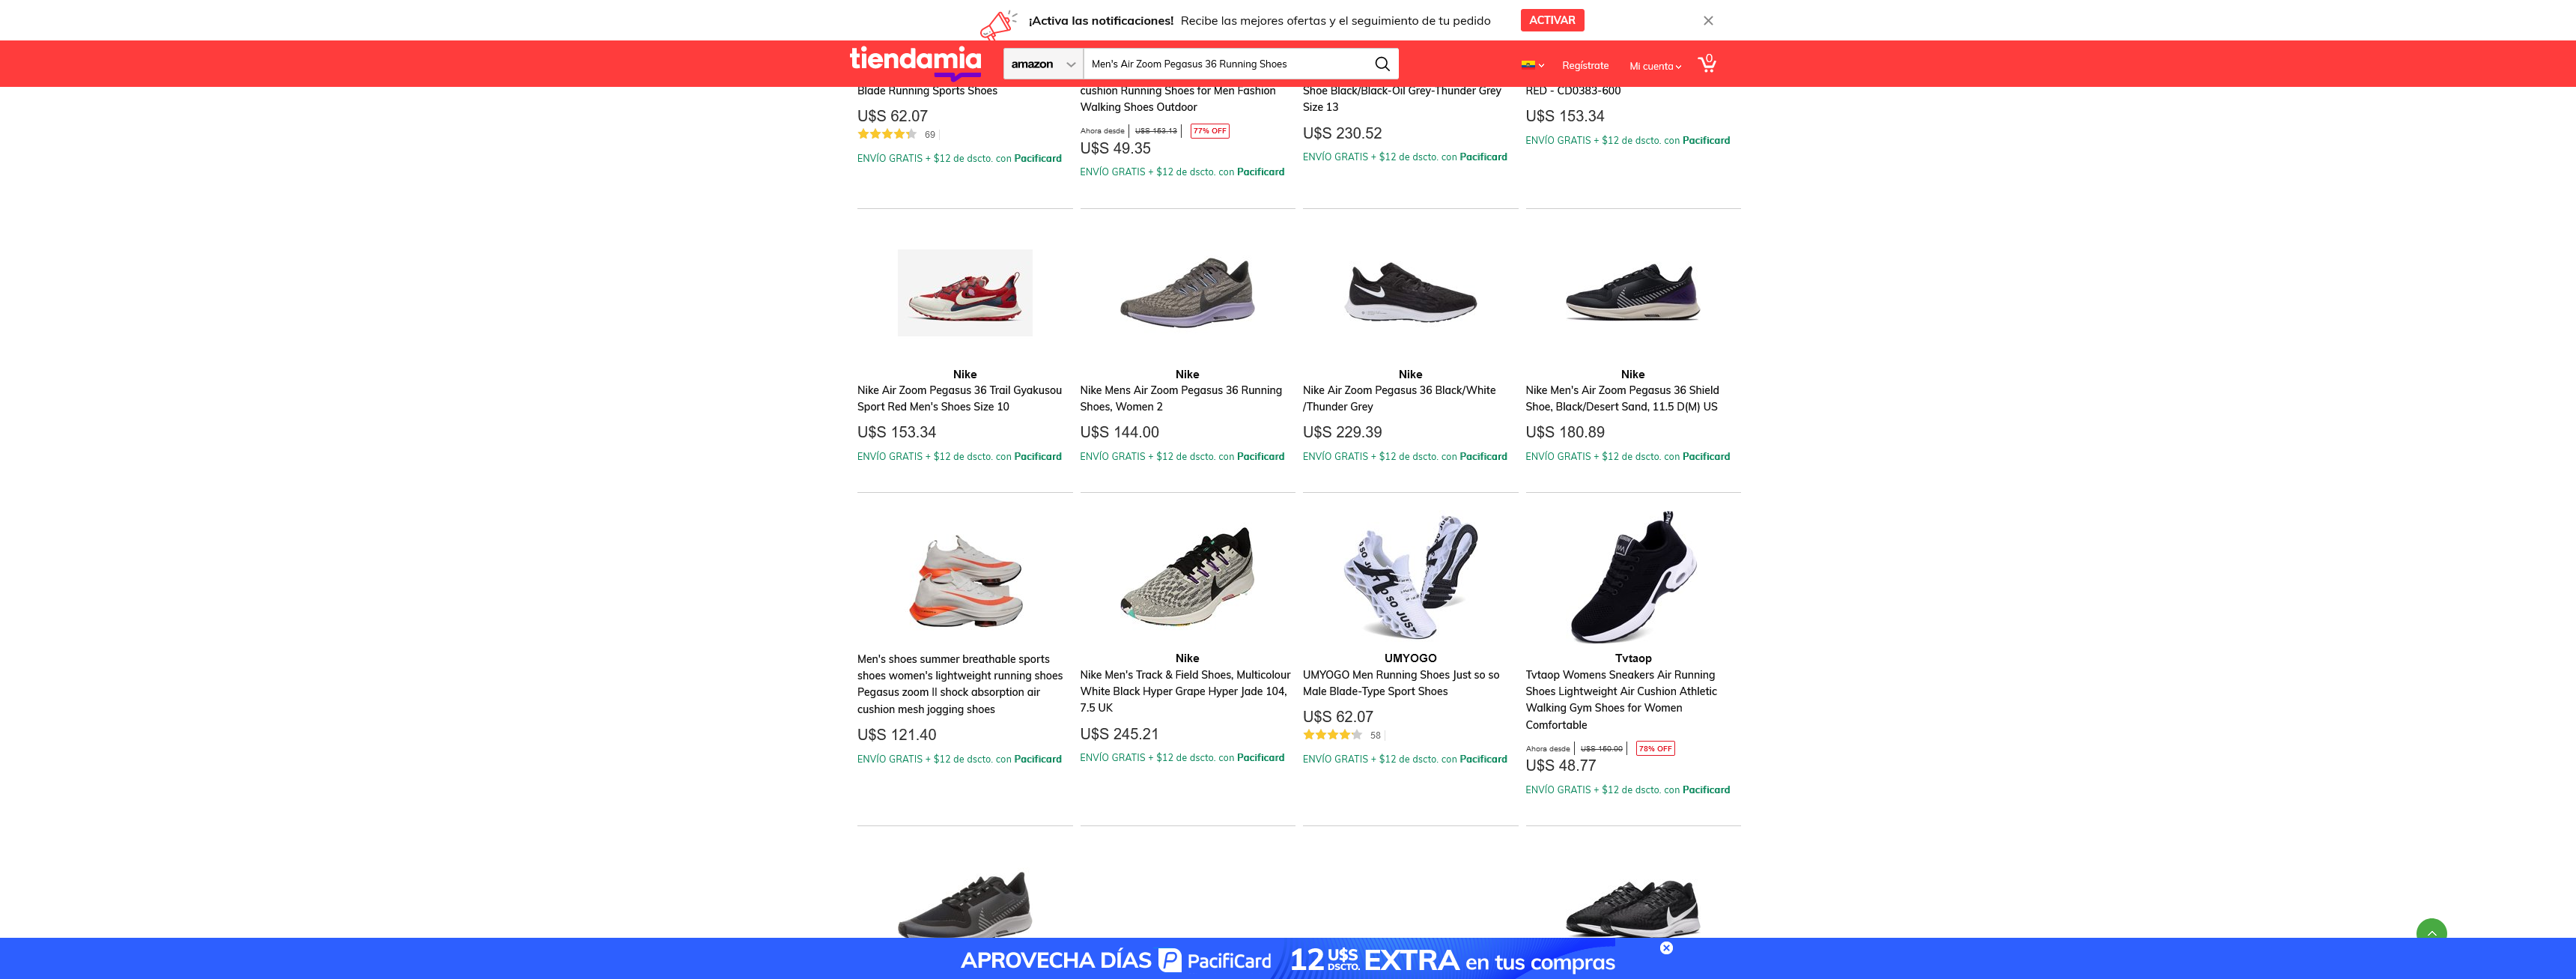 ¡Activa las notificaciones! Recibe las mejores ofertas y el seguimiento de tu pedido ACTIVAR
tiendamia amazon Men's Air Zoom Pegasus 36 Running Shoes Regístrate Mi cuenta 0
Blade Running Sports Shoes
U$S 62.07
69
ENVÍO GRATIS + $12 de dscto. con Pacificard
cushion Running Shoes for Men Fashion
Walking Shoes Outdoor
Ahora desde U$S 153.13 77% OFF
U$S 49.35
ENVÍO GRATIS + $12 de dscto. con Pacificard
Shoe Black/Black-Oil Grey-Thunder Grey
Size 13
U$S 230.52
ENVÍO GRATIS + $12 de dscto. con Pacificard
RED - CD0383-600
U$S 153.34
ENVÍO GRATIS + $12 de dscto. con Pacificard
Nike
Nike Air Zoom Pegasus 36 Trail Gyakusou
Sport Red Men's Shoes Size 10
U$S 153.34
ENVÍO GRATIS + $12 de dscto. con Pacificard
Nike
Nike Mens Air Zoom Pegasus 36 Running
Shoes, Women 2
U$S 144.00
ENVÍO GRATIS + $12 de dscto. con Pacificard
Nike
Nike Air Zoom Pegasus 36 Black/White
/Thunder Grey
U$S 229.39
ENVÍO GRATIS + $12 de dscto. con Pacificard
Nike
Nike Men's Air Zoom Pegasus 36 Shield
Shoe, Black/Desert Sand, 11.5 D(M) US
U$S 180.89
ENVÍO GRATIS + $12 de dscto. con Pacificard
Men's shoes summer breathable sports
shoes women's lightweight running shoes
Pegasus zoom II shock absorption air
cushion mesh jogging shoes
U$S 121.40
ENVÍO GRATIS + $12 de dscto. con Pacificard
Nike
Nike Men's Track & Field Shoes, Multicolour
White Black Hyper Grape Hyper Jade 104,
7.5 UK
U$S 245.21
ENVÍO GRATIS + $12 de dscto. con Pacificard
UMYOGO
UMYOGO Men Running Shoes Just so so
Male Blade-Type Sport Shoes
U$S 62.07
58
ENVÍO GRATIS + $12 de dscto. con Pacificard
Tvtaop
Tvtaop Womens Sneakers Air Running
Shoes Lightweight Air Cushion Athletic
Walking Gym Shoes for Women
Comfortable
Ahora desde U$S 160.00 78% OFF
U$S 48.77
ENVÍO GRATIS + $12 de dscto. con Pacificard
APROVECHA DÍAS PacifiCard 12 U$S DSCTO. EXTRA en tus compras